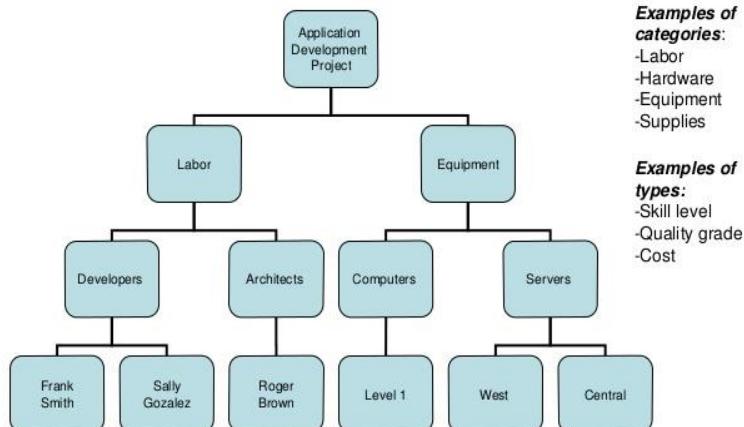 Application
Development
Project
Labor
Equipment
Developers
Architects
Computers
Servers
Frank
Smith
Sally
Gozalez
Roger
Brown
Level 1
West
Central
Examples of
categories:
-Labor
-Hardware
-Equipment
-Supplies
Examples of
types:
-Skill level
-Quality grade
-Cost